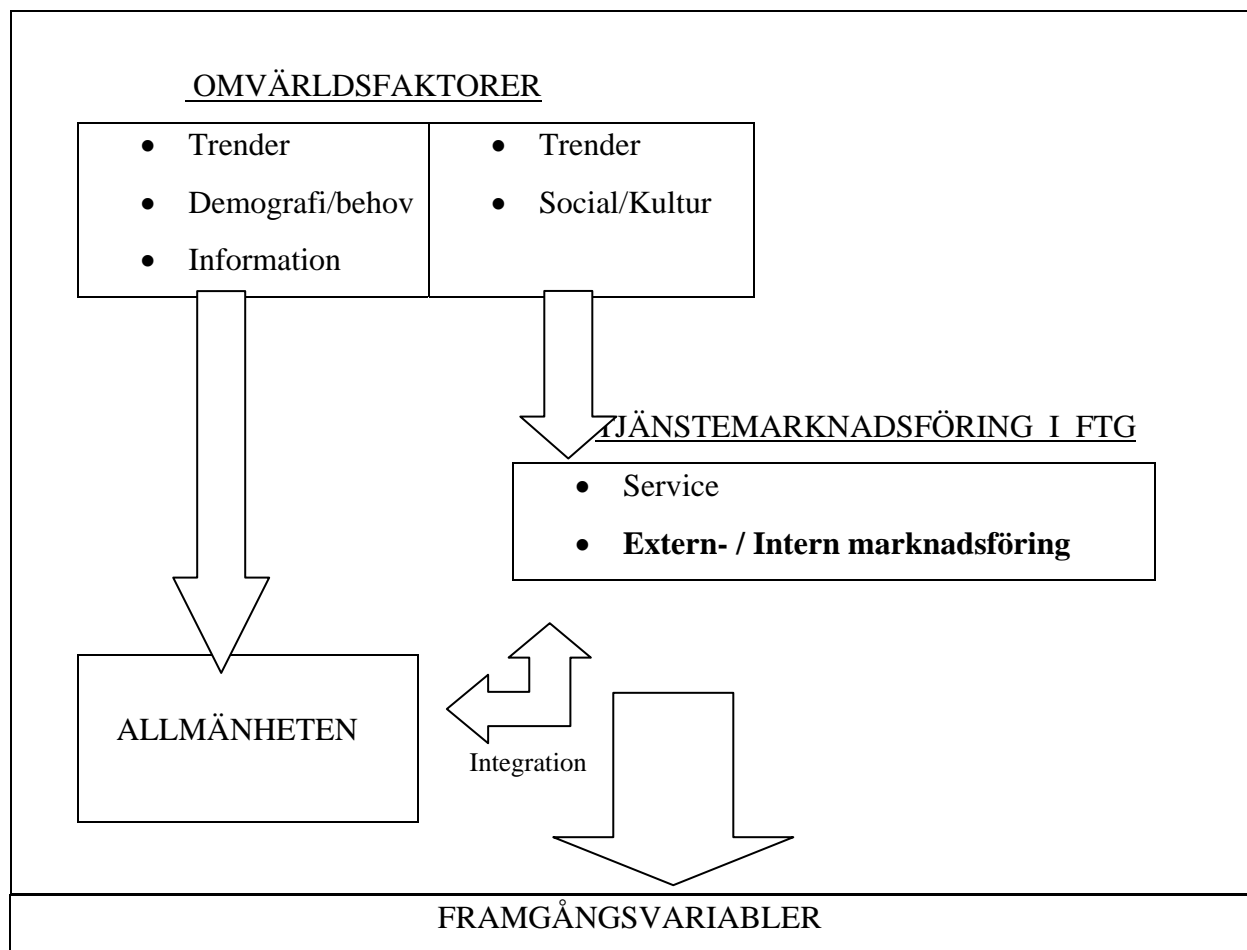 OMVÄRLDSFAKTORER
• Trender
• Demografi/behov
• Information
• Trender
• Social/Kultur
TJÄNSTEMARKNADSFÖRING I FTG
• Service
• Extern- / Intern marknadsföring
ALLMÄNHETEN
Integration
FRAMGÅNGSVARIABLER